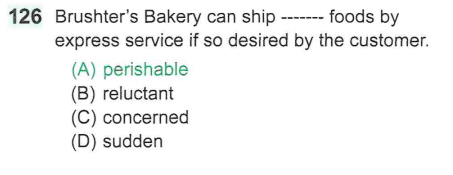 126 Brushter's Bakery can ship ------- foods by
express service if so desired by the customer.
(A) perishable
(B) reluctant
(C) concerned
(D) sudden